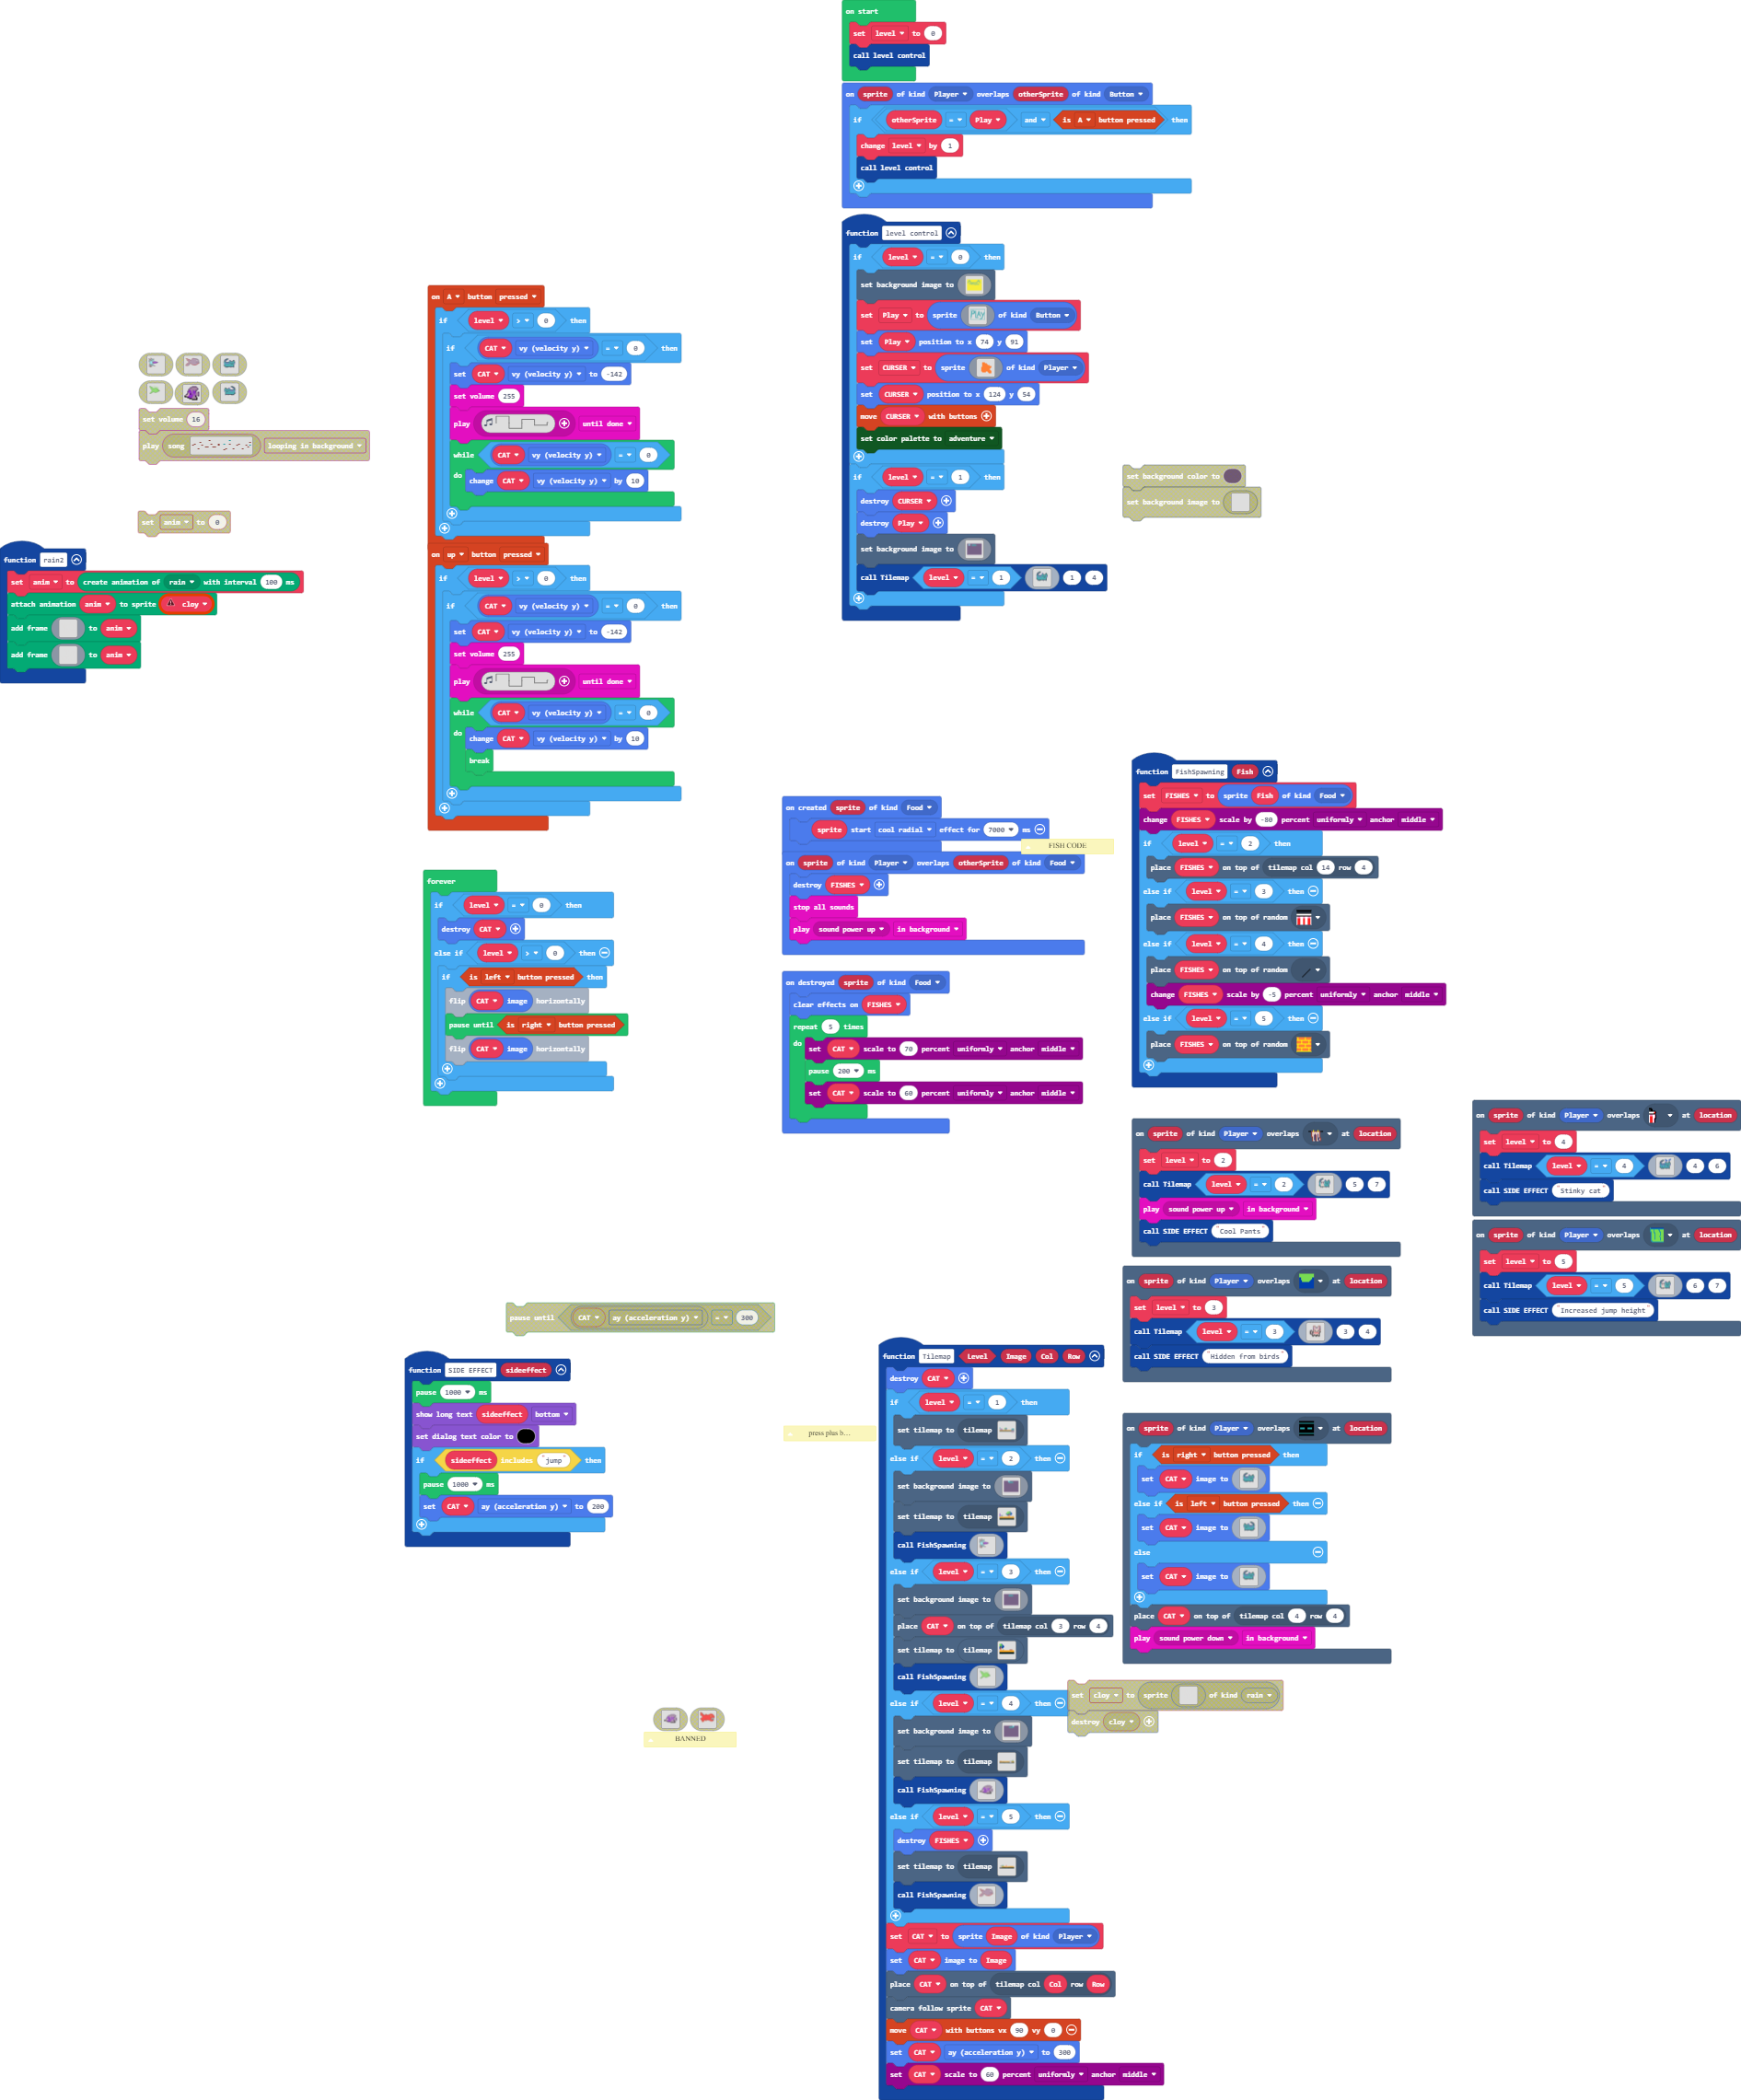 on start
set level to 0
call level control
on sprite of kind Player overlaps otherSprite of kind Button
if otherSprite = Play and is A button pressed then
change level by 1
call level control
function level control
if level = 0 then
set background image to
set Play to sprite Play of kind Button
set Play position to x 74 y 91
set CURSER to sprite of kind Player
set CURSER position to x 124 y 54
move CURSER with buttons
set color palette to adventure
if level = 1 then
destroy CURSER
destroy Play
set background image to
call Tilemap level = 1 1 4
set background color to
set background image to
on A button pressed
if level > 0 then
if CAT vy (velocity y) = 0 then
set CAT vy (velocity y) to -142
set volume 255
play until done
while CAT vy (velocity y) = 0
do change CAT vy (velocity y) by 10
on up button pressed
if level > 0 then
if CAT vy (velocity y) = 0 then
set CAT vy (velocity y) to -142
set volume 255
play until done
while CAT vy (velocity y) = 0
do change CAT vy (velocity y) by 10
break
set volume 16
play song looping in background
set anim to 0
function rain2
set anim to create animation of rain with interval 100 ms
attach animation anim to sprite cloy
add frame to anim
add frame to anim
forever
if level = 0 then
destroy CAT
else if level > 0 then
if is left button pressed then
flip CAT image horizontally
pause until is right button pressed
flip CAT image horizontally
on created sprite of kind Food
sprite start cool radial effect for 7000 ms
FISH CODE
on sprite of kind Player overlaps otherSprite of kind Food
destroy FISHES
stop all sounds
play sound power up in background
on destroyed sprite of kind Food
clear effects on FISHES
repeat 5 times
do set CAT scale to 70 percent uniformly anchor middle
pause 200 ms
set CAT scale to 60 percent uniformly anchor middle
function FishSpawning Fish
set FISHES to sprite Fish of kind Food
change FISHES scale by -80 percent uniformly anchor middle
if level = 2 then
place FISHES on top of tilemap col 14 row 4
else if level = 3 then
place FISHES on top of random
else if level = 4 then
place FISHES on top of random
change FISHES scale by -5 percent uniformly anchor middle
else if level = 5 then
place FISHES on top of random
on sprite of kind Player overlaps at location
set level to 2
call Tilemap level = 2 5 7
play sound power up in background
call SIDE EFFECT "Cool Pants"
on sprite of kind Player overlaps at location
set level to 4
call Tilemap level = 4 4 6
call SIDE EFFECT "Stinky cat"
on sprite of kind Player overlaps at location
set level to 5
call Tilemap level = 5 6 7
call SIDE EFFECT "Increased jump height"
on sprite of kind Player overlaps at location
set level to 3
call Tilemap level = 3 3 4
call SIDE EFFECT "Hidden from birds"
on sprite of kind Player overlaps at location
if is right button pressed then
set CAT image to
else if is left button pressed then
set CAT image to
else
set CAT image to
place CAT on top of tilemap col 4 row 4
play sound power down in background
set cloy to sprite of kind rain
destroy cloy
pause until CAT ay (acceleration y) = 300
function SIDE EFFECT sideeffect
pause 1000 ms
show long text sideeffect bottom
set dialog text color to
if sideeffect includes "jump" then
pause 1000 ms
set CAT ay (acceleration y) to 200
press plus h...
BANNED
function Tilemap Level Image Col Row
destroy CAT
if level = 1 then
set tilemap to tilemap
else if level = 2 then
set background image to
set tilemap to tilemap
call FishSpawning
else if level = 3 then
set background image to
place CAT on top of tilemap col 3 row 4
set tilemap to tilemap
call FishSpawning
else if level = 4 then
set background image to
set tilemap to tilemap
call FishSpawning
else if level = 5 then
destroy FISHES
set tilemap to tilemap
call FishSpawning
set CAT to sprite Image of kind Player
set CAT image to Image
place CAT on top of tilemap col Col row Row
camera follow sprite CAT
move CAT with buttons vx 90 vy 0
set CAT ay (acceleration y) to 300
set CAT scale to 60 percent uniformly anchor middle